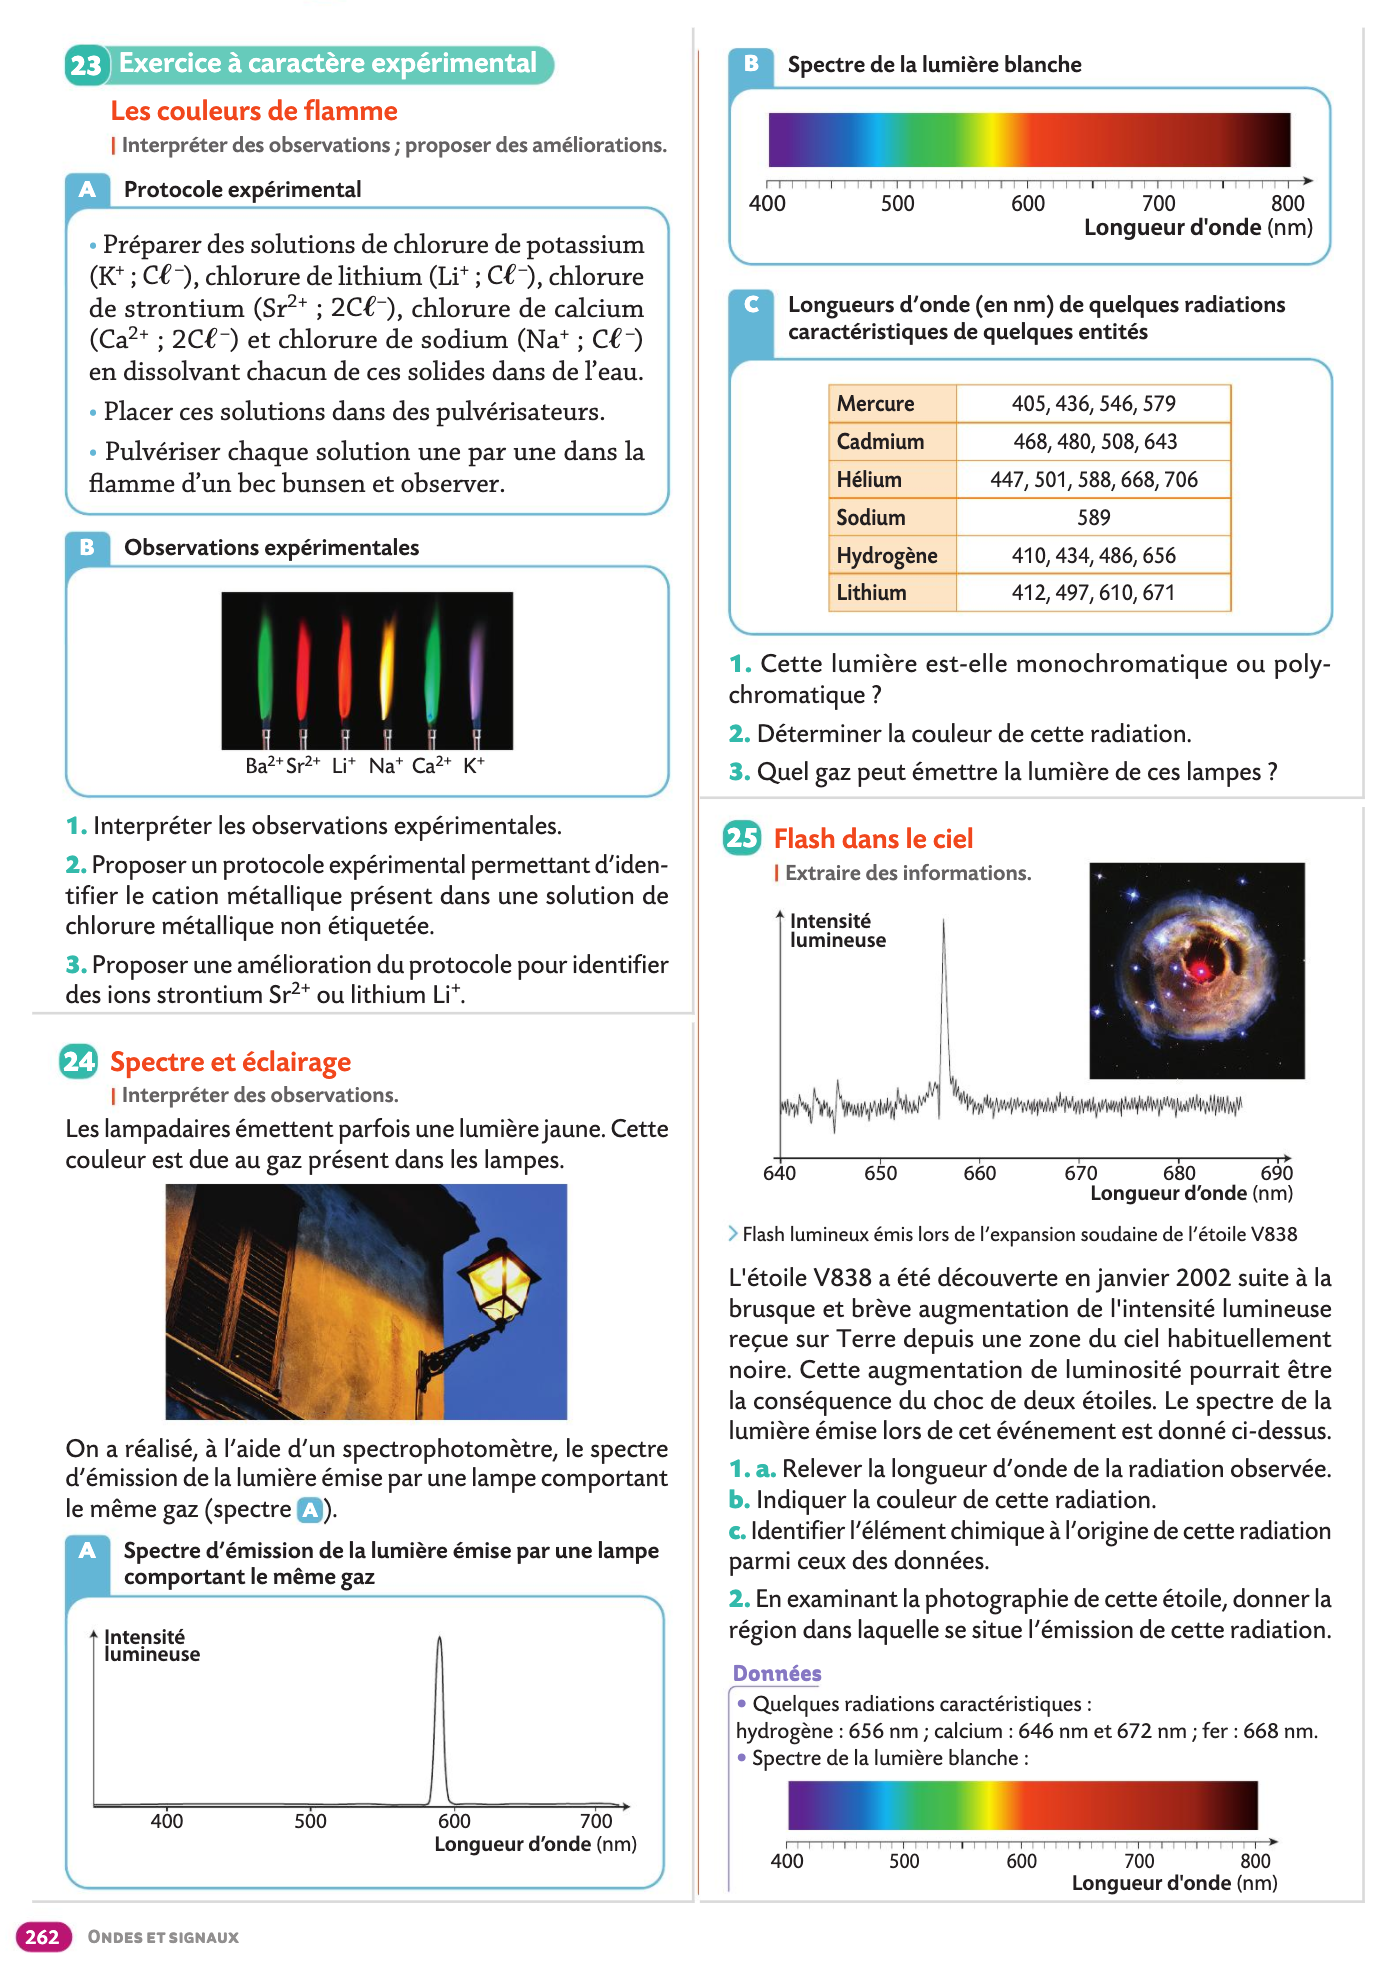 23 Exercice à caractère expérimental
Les couleurs de flamme
| Interpréter des observations ; proposer des améliorations.
A Protocole expérimental
• Préparer des solutions de chlorure de potassium
(K⁺ ; Cℓ⁻), chlorure de lithium (Li⁺ ; Cℓ⁻), chlorure
de strontium (Sr²⁺ ; 2Cℓ⁻), chlorure de calcium
(Ca²⁺ ; 2Cℓ⁻) et chlorure de sodium (Na⁺ ; Cℓ⁻)
en dissolvant chacun de ces solides dans de l’eau.
• Placer ces solutions dans des pulvérisateurs.
• Pulvériser chaque solution une par une dans la
flamme d’un bec bunsen et observer.
B Observations expérimentales
Ba²⁺ Sr²⁺ Li⁺ Na⁺ Ca²⁺ K⁺
1. Interpréter les observations expérimentales.
2. Proposer un protocole expérimental permettant d’iden-
tifier le cation métallique présent dans une solution de
chlorure métallique non étiquetée.
3. Proposer une amélioration du protocole pour identifier
des ions strontium Sr²⁺ ou lithium Li⁺.
24 Spectre et éclairage
| Interpréter des observations.
Les lampadaires émettent parfois une lumière jaune. Cette
couleur est due au gaz présent dans les lampes.
On a réalisé, à l’aide d’un spectrophotomètre, le spectre
d’émission de la lumière émise par une lampe comportant
le même gaz (spectre A).
A Spectre d’émission de la lumière émise par une lampe
comportant le même gaz
Intensité
lumineuse
400 500 600 700
Longueur d’onde (nm)
B Spectre de la lumière blanche
400 500 600 700 800
Longueur d'onde (nm)
C Longueurs d’onde (en nm) de quelques radiations
caractéristiques de quelques entités
Mercure 405, 436, 546, 579
Cadmium 468, 480, 508, 643
Hélium 447, 501, 588, 668, 706
Sodium 589
Hydrogène 410, 434, 486, 656
Lithium 412, 497, 610, 671
1. Cette lumière est-elle monochromatique ou poly-
chromatique ?
2. Déterminer la couleur de cette radiation.
3. Quel gaz peut émettre la lumière de ces lampes ?
25 Flash dans le ciel
| Extraire des informations.
Intensité
lumineuse
640 650 660 670 680 690
Longueur d’onde (nm)
> Flash lumineux émis lors de l’expansion soudaine de l’étoile V838
L'étoile V838 a été découverte en janvier 2002 suite à la
brusque et brève augmentation de l'intensité lumineuse
reçue sur Terre depuis une zone du ciel habituellement
noire. Cette augmentation de luminosité pourrait être
la conséquence du choc de deux étoiles. Le spectre de la
lumière émise lors de cet événement est donné ci-dessus.
1. a. Relever la longueur d’onde de la radiation observée.
b. Indiquer la couleur de cette radiation.
c. Identifier l’élément chimique à l’origine de cette radiation
parmi ceux des données.
2. En examinant la photographie de cette étoile, donner la
région dans laquelle se situe l’émission de cette radiation.
Données
• Quelques radiations caractéristiques :
hydrogène : 656 nm ; calcium : 646 nm et 672 nm ; fer : 668 nm.
• Spectre de la lumière blanche :
400 500 600 700 800
Longueur d'onde (nm)
262 ONDES ET SIGNAUX